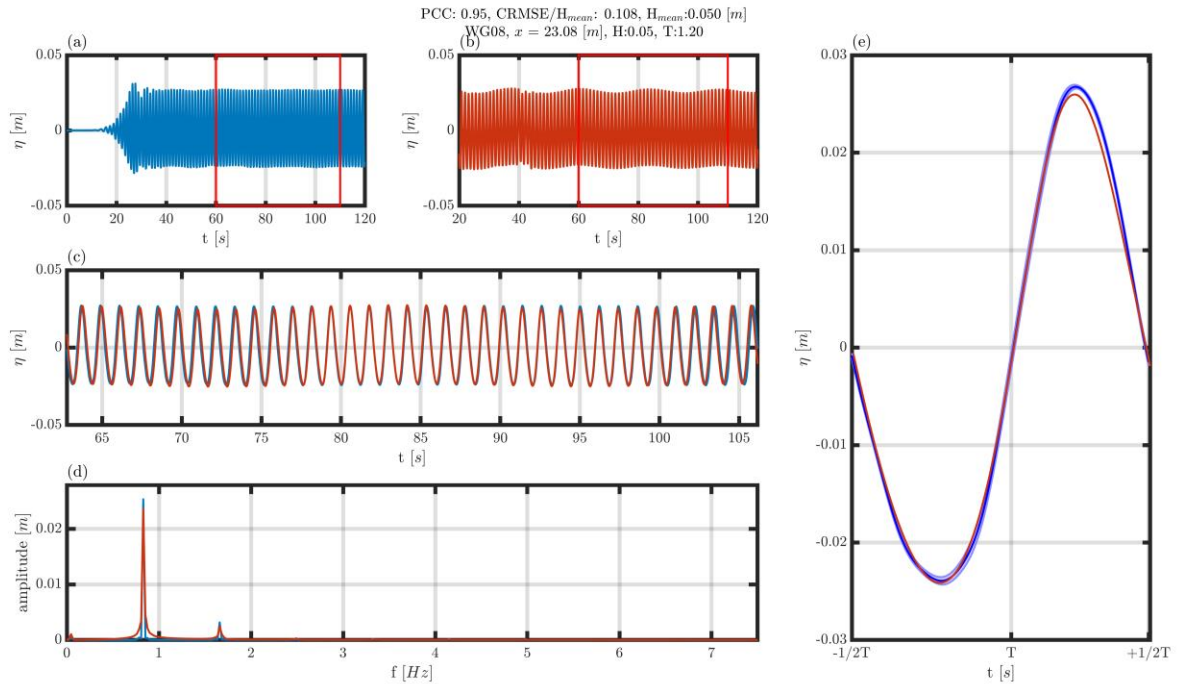 PCC: 0.95, CRMSE/H_mean: 0.108, H_mean:0.050 [m]
WG08, x = 23.08 [m], H:0.05, T:1.20
(a)
0.05
0
-0.05
η [m]
0 20 40 60 80 100 120
t [s]
(b)
0.05
0
-0.05
η [m]
20 40 60 80 100 120
t [s]
(c)
0.05
0
-0.05
η [m]
65 70 75 80 85 90 95 100 105
t [s]
(d)
0.02
0.01
0
amplitude [m]
0 1 2 3 4 5 6 7
f [Hz]
(e)
0.03
0.02
0.01
0
-0.01
-0.02
-0.03
η [m]
-1/2T T +1/2T
t [s]